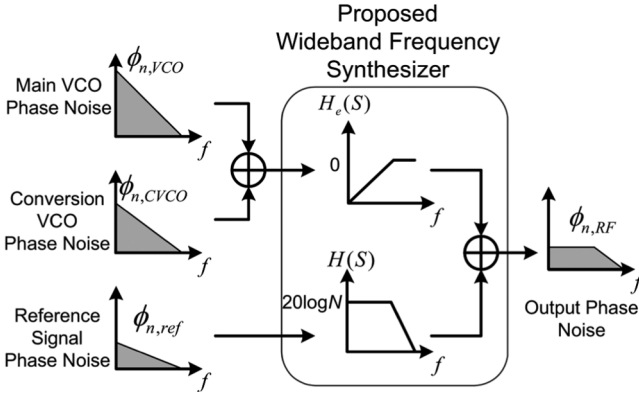 Proposed
Wideband Frequency
Synthesizer
ϕn,VCO
Main VCO
Phase Noise
f
He(S)
0
f
ϕn,CVCO
Conversion
VCO
Phase Noise
f
ϕn,RF
f
Output Phase
Noise
H(S)
20logN
f
ϕn,ref
Reference
Signal
Phase Noise
f